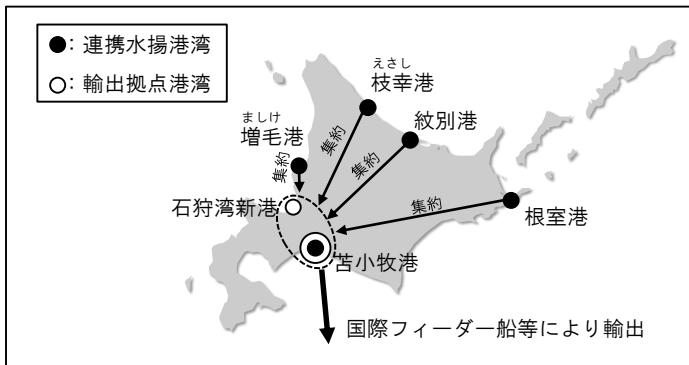 ●: 連携水揚港湾
○: 輸出拠点港湾
えさし
枝幸港
紋別港
ましけ
増毛港
集約
集約
集約
石狩湾新港
集約
根室港
苫小牧港
国際フィーダー船等により輸出